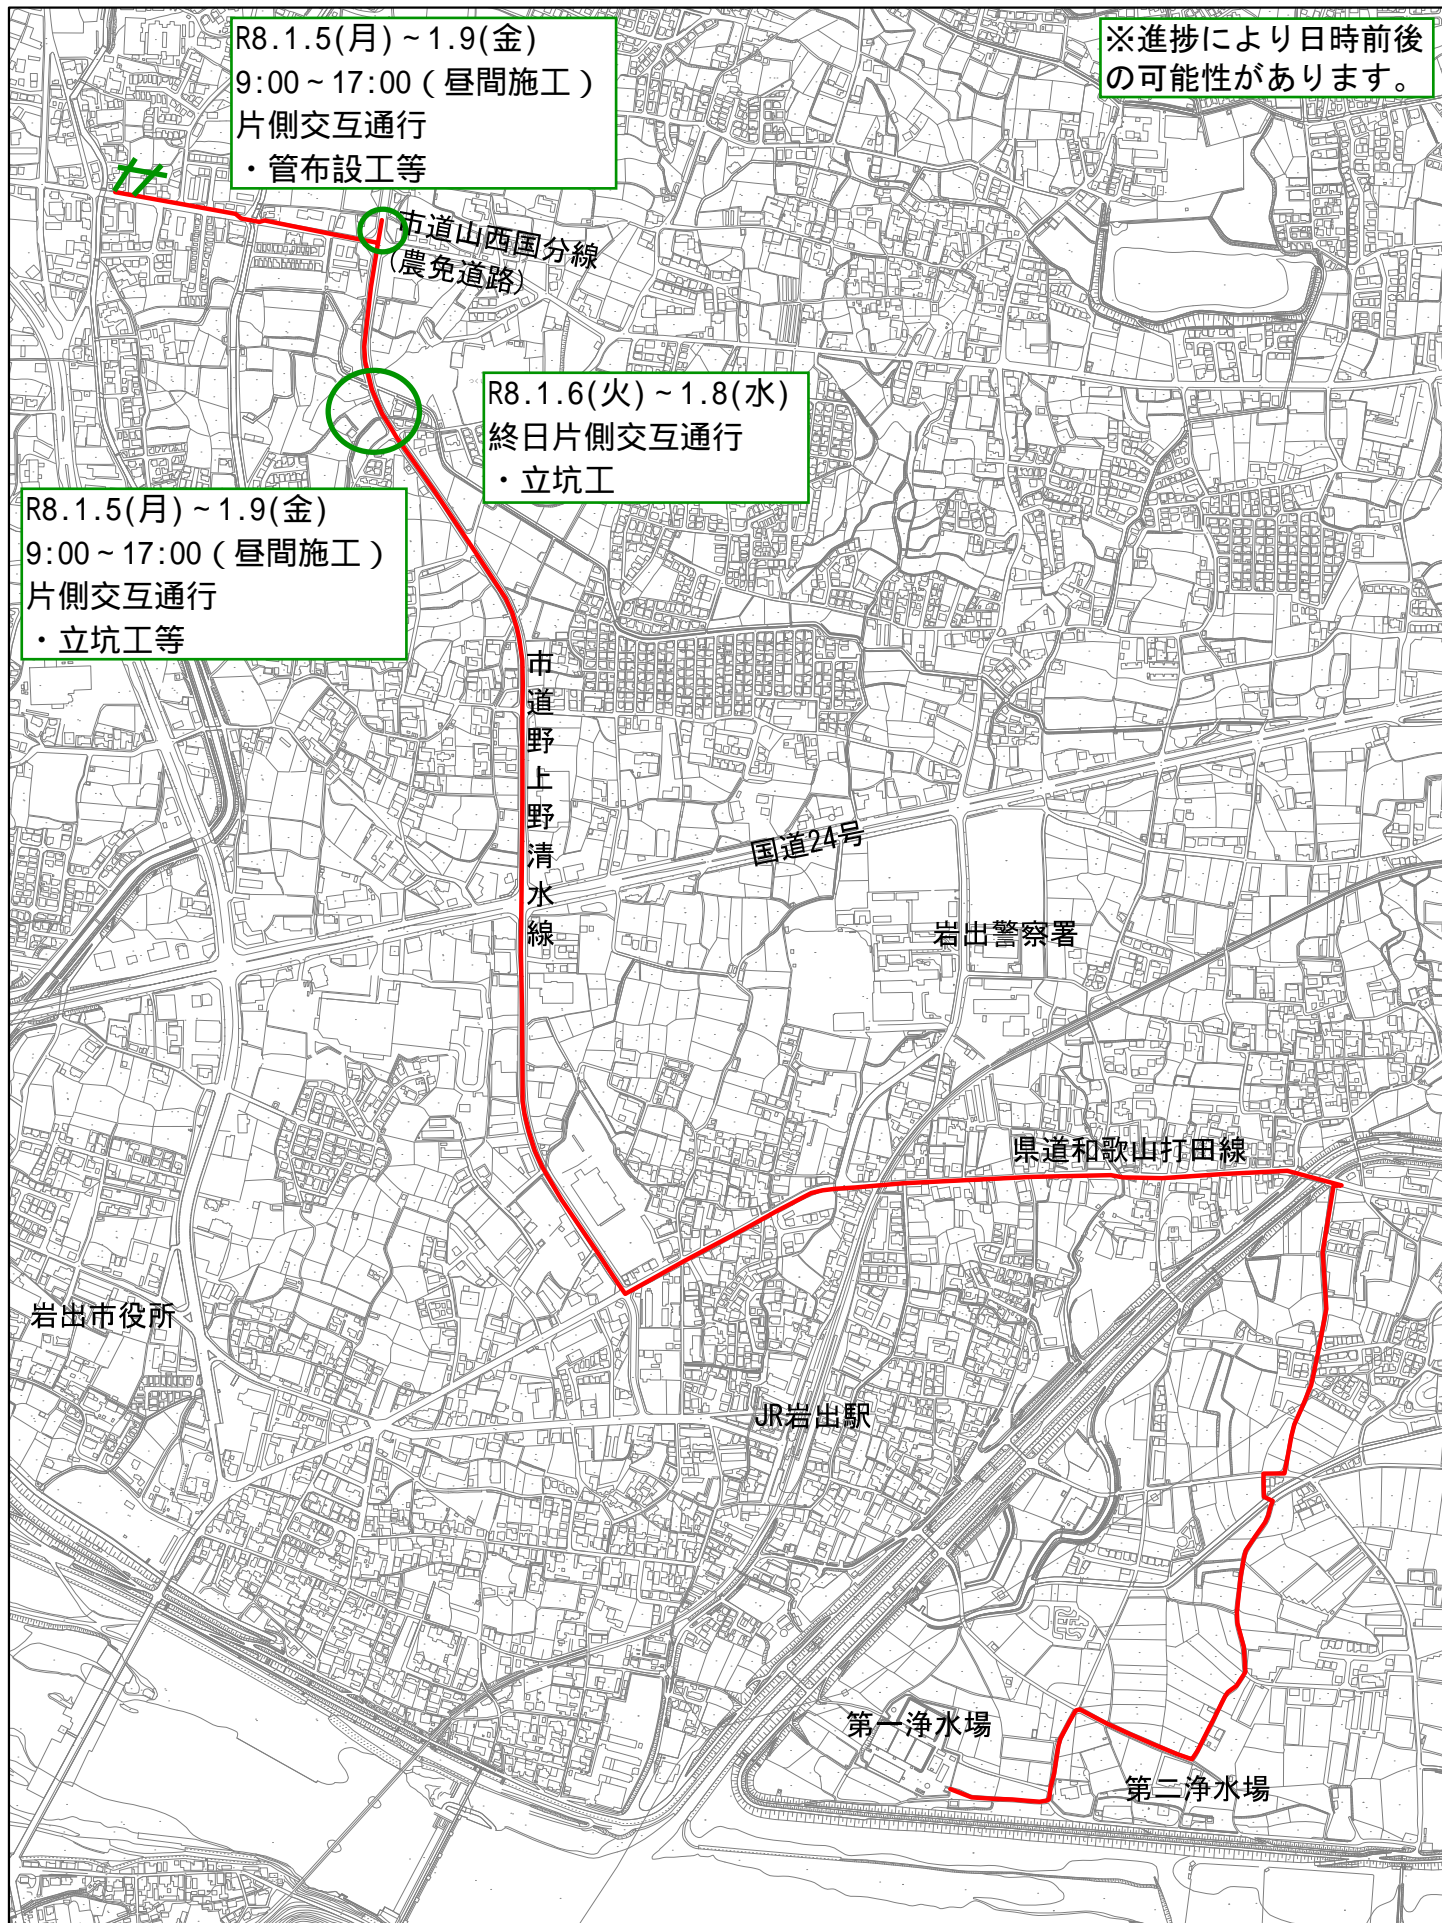 R8.1.5(月)~1.9(金)
9:00~17:00(昼間施工)
片側交互通行
・管布設工等
※進捗により日時前後
の可能性があります。
市道山西国分線
(農免道路)
R8.1.6(火)~1.8(水)
終日片側交互通行
・立坑工
R8.1.5(月)~1.9(金)
9:00~17:00(昼間施工)
片側交互通行
・立坑工等
市道野上野清水線
国道24号
岩出警察署
県道和歌山打田線
岩出市役所
JR岩出駅
第一浄水場
第二浄水場